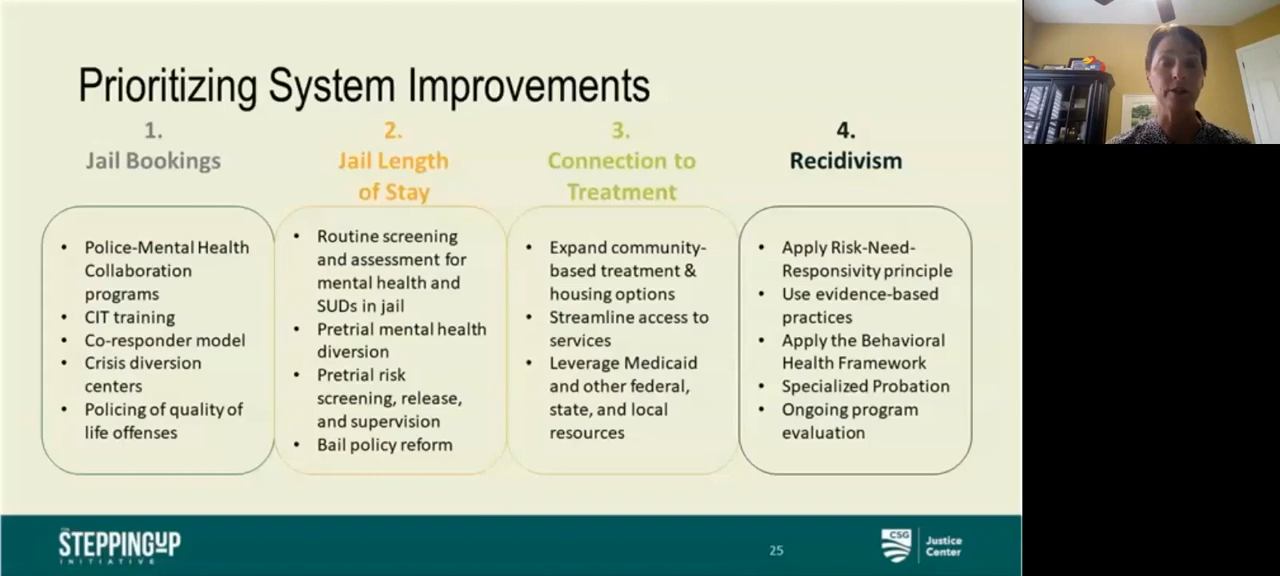 Prioritizing System Improvements
1.
Jail Bookings
• Police-Mental Health
Collaboration
programs
• CIT training
• Co-responder model
• Crisis diversion
centers
• Policing of quality of
life offenses
2.
Jail Length
of Stay
• Routine screening
and assessment for
mental health and
SUDs in jail
• Pretrial mental health
diversion
• Pretrial risk
screening, release,
and supervision
• Bail policy reform
3.
Connection to
Treatment
• Expand community-
based treatment &
housing options
• Streamline access to
services
• Leverage Medicaid
and other federal,
state, and local
resources
4.
Recidivism
• Apply Risk-Need-
Responsivity principle
• Use evidence-based
practices
• Apply the Behavioral
Health Framework
• Specialized Probation
• Ongoing program
evaluation
THE
STEPPING UP
INITIATIVE
25
CSG
Justice
Center